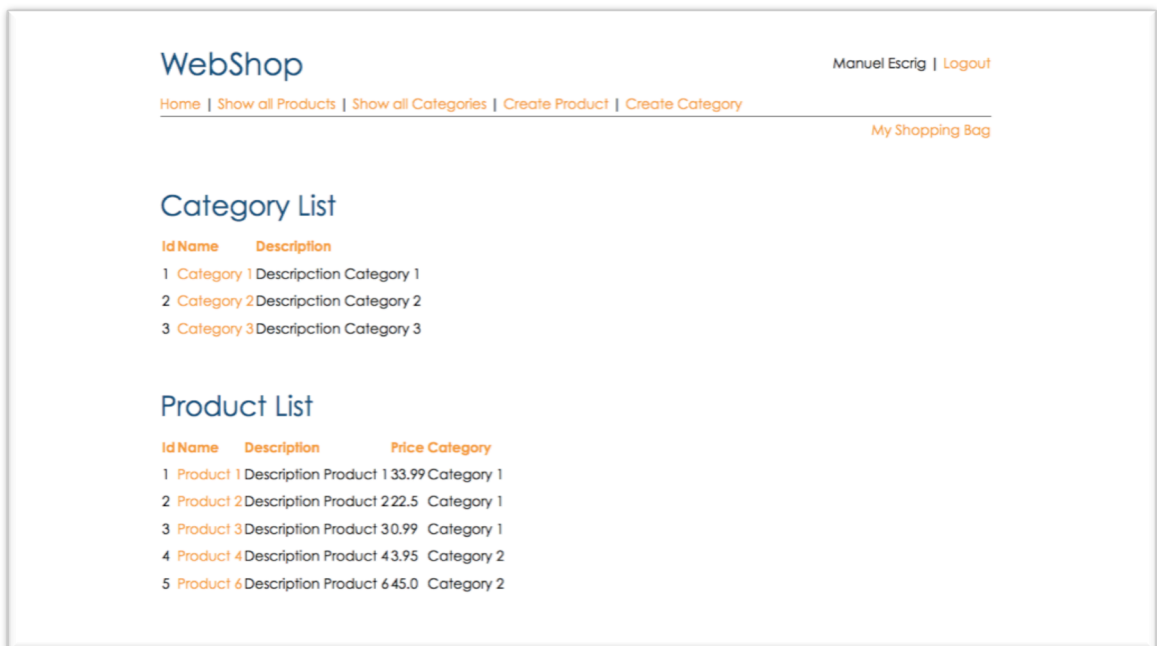 WebShop
Manuel Escrig | Logout
Home | Show all Products | Show all Categories | Create Product | Create Category
My Shopping Bag
Category List
Id Name Description
1 Category 1 Descripction Category 1
2 Category 2 Descripction Category 2
3 Category 3 Descripction Category 3
Product List
Id Name Description Price Category
1 Product 1 Description Product 1 33.99 Category 1
2 Product 2 Description Product 2 22.5 Category 1
3 Product 3 Description Product 3 0.99 Category 1
4 Product 4 Description Product 4 3.95 Category 2
5 Product 6 Description Product 6 45.0 Category 2